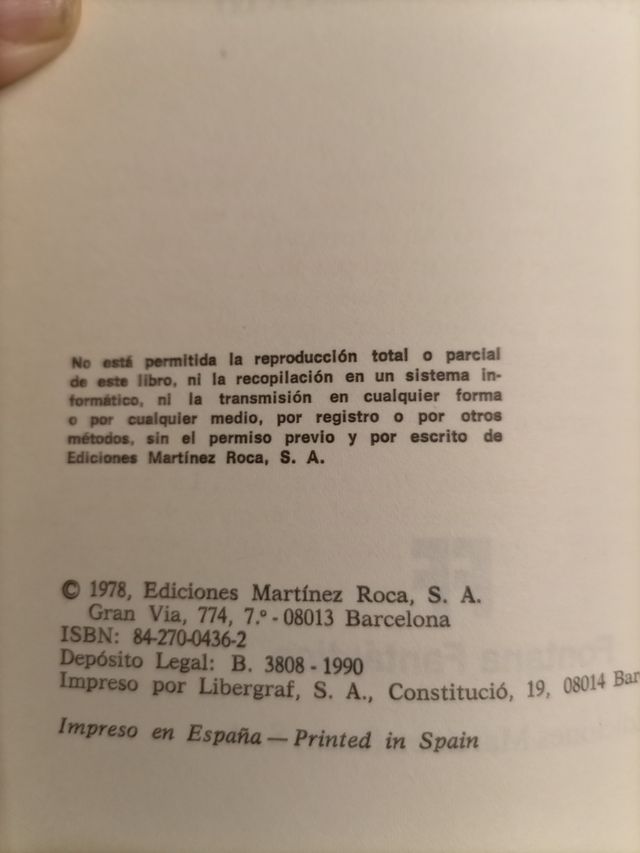 No está permitida la reproducción total o parcial
de este libro, ni la recopilación en un sistema in-
formático, ni la transmisión en cualquier forma
o por cualquier medio, por registro o por otros
métodos, sin el permiso previo y por escrito de
Ediciones Martínez Roca, S. A.
© 1978, Ediciones Martínez Roca, S. A.
Gran Via, 774, 7.º - 08013 Barcelona
ISBN: 84-270-0436-2
Depósito Legal: B. 3808 - 1990
Impreso por Libergraf, S. A., Constitució, 19, 08014 Bar
Impreso en España — Printed in Spain